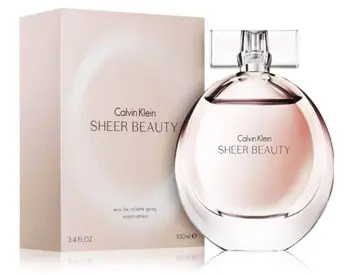 Calvin Klein
SHEER BEAUTY
eau de toilette spray
vaporisateur
3.4 FL.OZ 100 ml e
Calvin Klein
SHEER BEAUTY